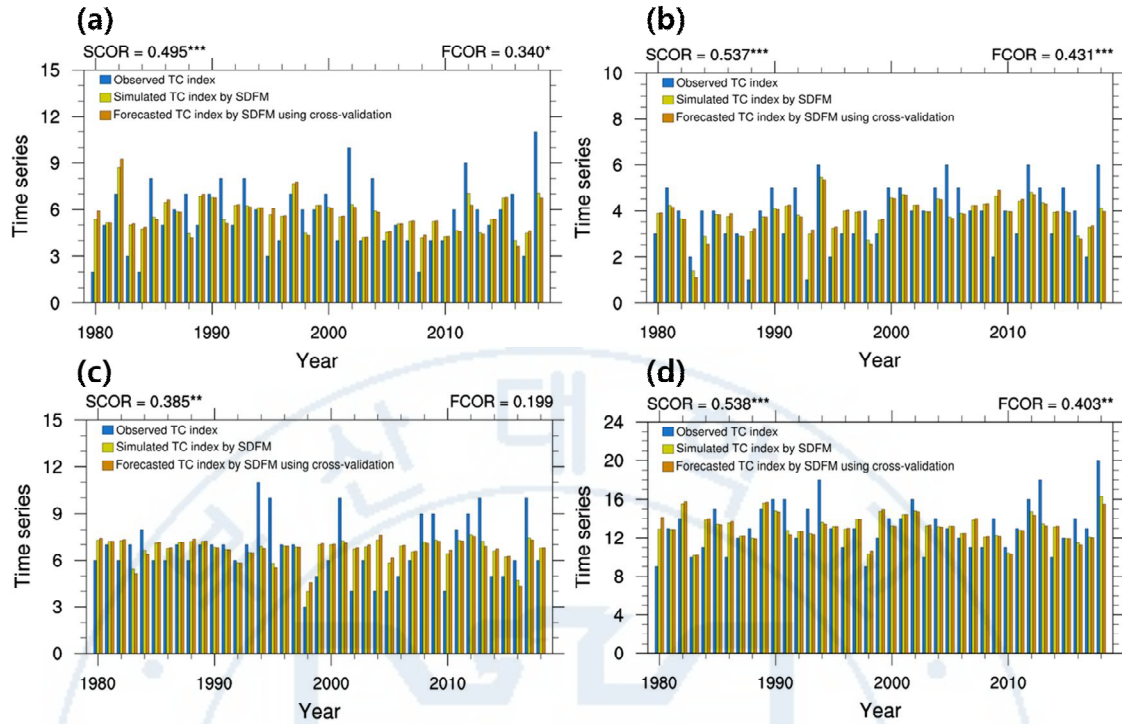 (a)
SCOR = 0.495***
FCOR = 0.340*
Observed TC index
Simulated TC index by SDFM
Forecasted TC index by SDFM using cross-validation
Time series
15
12
9
6
3
0
1980
1990
2000
2010
Year
(b)
SCOR = 0.537***
FCOR = 0.431***
Observed TC index
Simulated TC index by SDFM
Forecasted TC index by SDFM using cross-validation
Time series
10
8
6
4
2
0
1980
1990
2000
2010
Year
(c)
SCOR = 0.385**
FCOR = 0.199
Observed TC index
Simulated TC index by SDFM
Forecasted TC index by SDFM using cross-validation
Time series
15
12
9
6
3
0
1980
1990
2000
2010
Year
(d)
SCOR = 0.538***
FCOR = 0.403**
Observed TC index
Simulated TC index by SDFM
Forecasted TC index by SDFM using cross-validation
Time series
24
20
16
12
8
4
0
1980
1990
2000
2010
Year
산
대